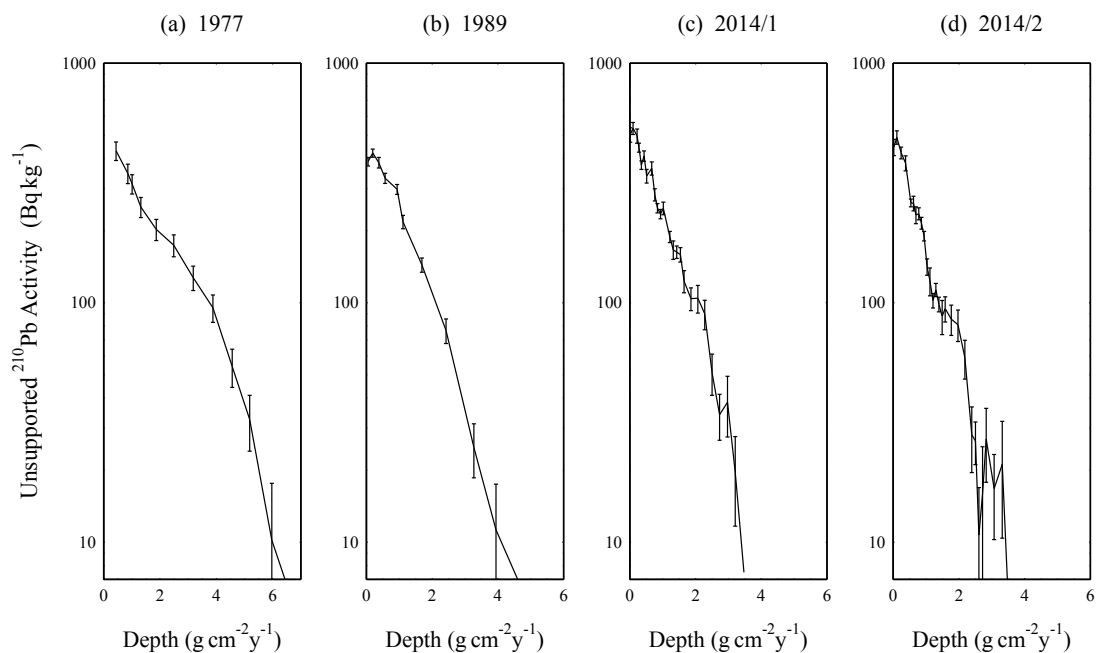 (a) 1977
(b) 1989
(c) 2014/1
(d) 2014/2
Unsupported ²¹⁰Pb Activity (Bq kg⁻¹)
1000
100
10
0 2 4 6
Depth (g cm⁻² y⁻¹)
1000
100
10
0 2 4 6
Depth (g cm⁻² y⁻¹)
1000
100
10
0 2 4 6
Depth (g cm⁻² y⁻¹)
1000
100
10
0 2 4 6
Depth (g cm⁻² y⁻¹)